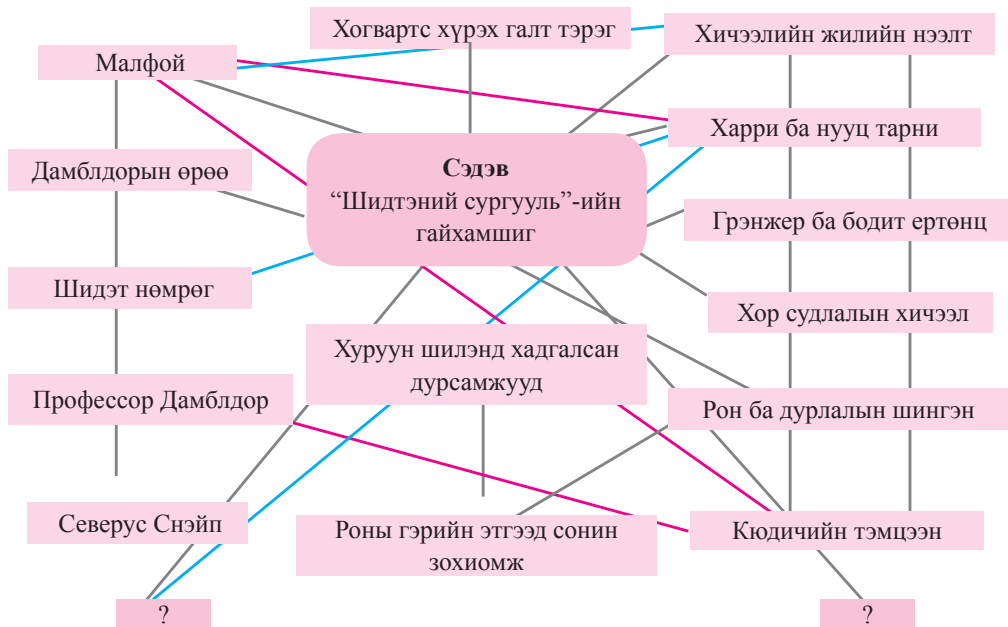 Хогвартс хүрэх галт тэрэг
Хичээлийн жилийн нээлт
Малфой
Харри ба нууц тарни
Сэдэв
“Шидтэний сургууль”-ийн
гайхамшиг
Дамблдорын өрөө
Грэнжер ба бодит ертөнц
Шидэт нөмрөг
Хор судлалын хичээл
Хуруун шилэнд хадгалсан
дурсамжууд
Профессор Дамблдор
Рон ба дурлалын шингэн
Северус Снэйп
Роны гэрийн этгээд сонин
зохиомж
Кюдичийн тэмцээн
?
?